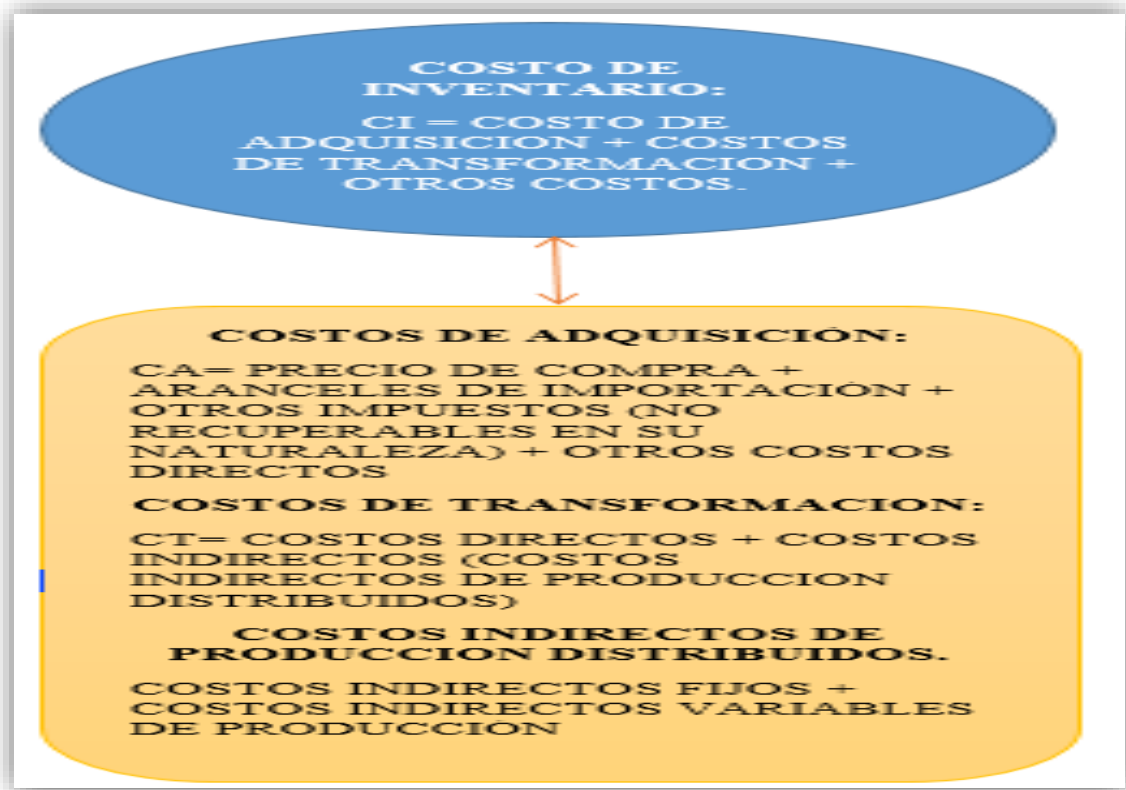 COSTO DE
INVENTARIO:
CI = COSTO DE
ADQUISICION + COSTOS
DE TRANSFORMACION +
OTROS COSTOS.
COSTOS DE ADQUISICIÓN:
CA= PRECIO DE COMPRA +
ARANCELES DE IMPORTACIÓN +
OTROS IMPUESTOS (NO
RECUPERABLES EN SU
NATURALEZA) + OTROS COSTOS
DIRECTOS
COSTOS DE TRANSFORMACION:
CT= COSTOS DIRECTOS + COSTOS
INDIRECTOS (COSTOS
INDIRECTOS DE PRODUCCION
DISTRIBUIDOS)
COSTOS INDIRECTOS DE
PRODUCCION DISTRIBUIDOS.
COSTOS INDIRECTOS FIJOS +
COSTOS INDIRECTOS VARIABLES
DE PRODUCCIÓN